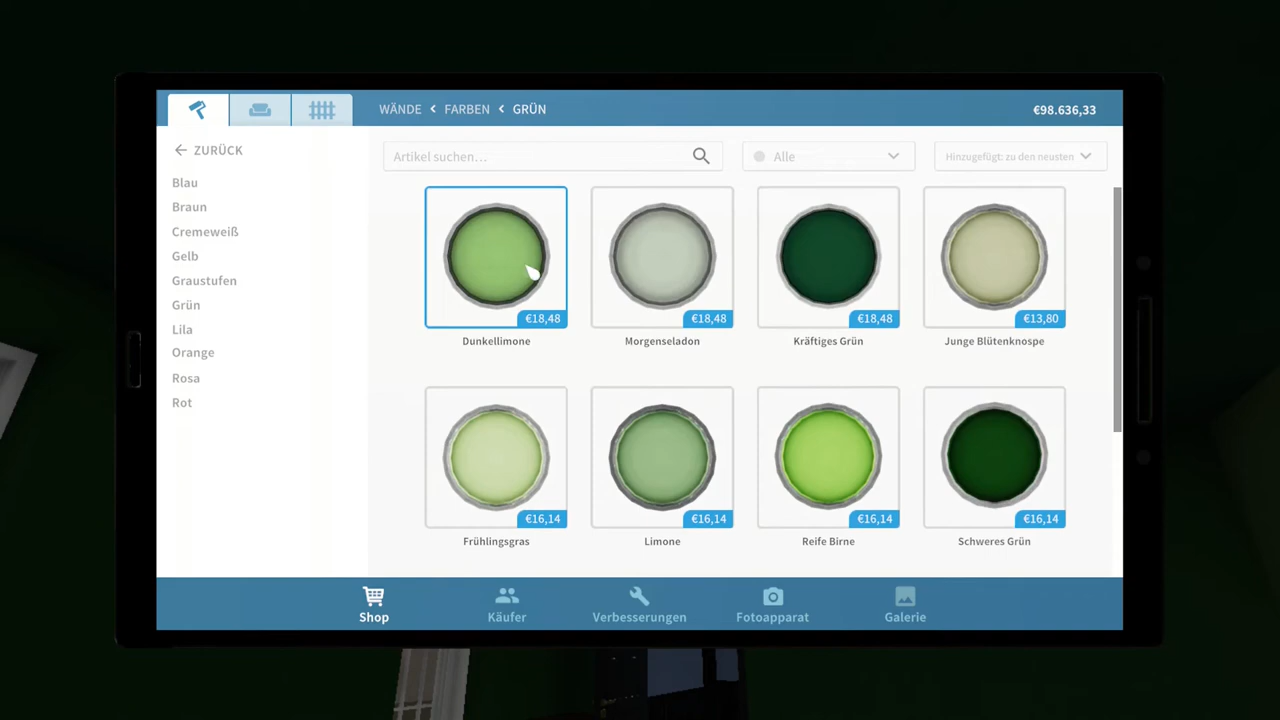 WÄNDE < FARBEN < GRÜN
€98.636,33
ZURÜCK
Artikel suchen...
Alle
Hinzugefügt: zu den neusten
Blau
Braun
Cremeweiß
Gelb
Graustufen
Grün
Lila
Orange
Rosa
Rot
€18,48
€18,48
€18,48
€13,80
Dunkellimone
Morgenseladon
Kräftiges Grün
Junge Blütenknospe
€16,14
€16,14
€16,14
€16,14
Frühlingsgras
Limone
Reife Birne
Schweres Grün
Shop
Käufer
Verbesserungen
Fotoapparat
Galerie